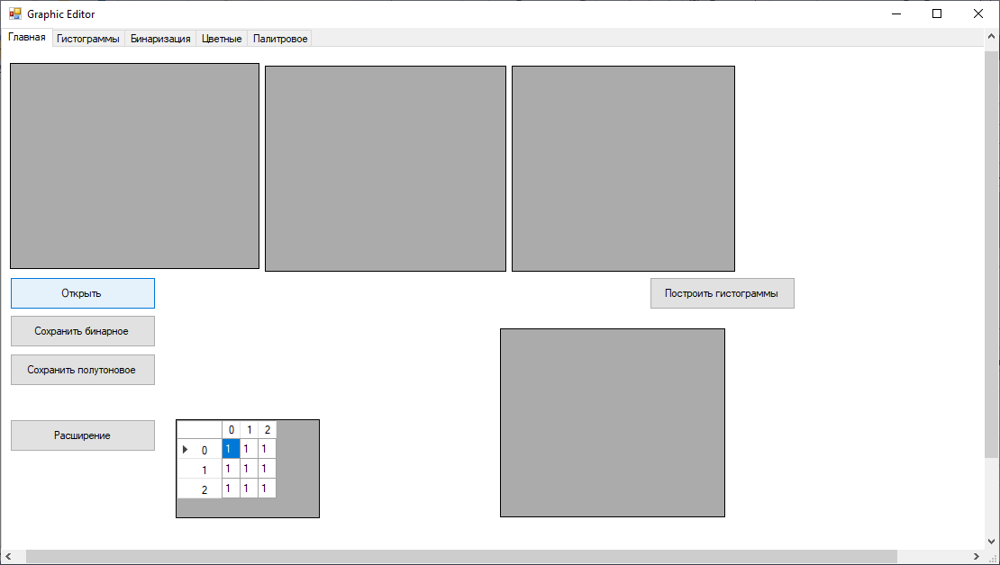 Graphic Editor
Главная Гистограммы Бинаризация Цветные Палитровое
Открыть
Построить гистограммы
Сохранить бинарное
Сохранить полутоновое
Расширение
0 1 2
0 1 1 1
1 1 1 1
2 1 1 1